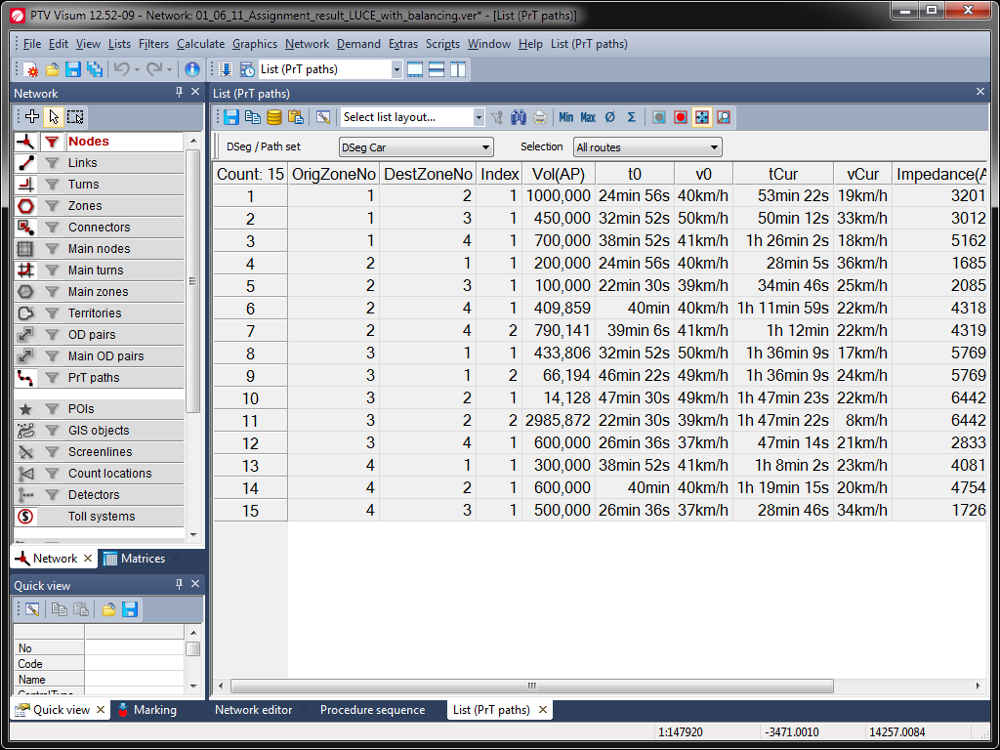 PTV Visum 12.52-09 - Network: 01_06_11_Assignment_result_LUCE_with_balancing.ver* - [List (PrT paths)]
File Edit View Lists Filters Calculate Graphics Network Demand Extras Scripts Window Help List (PrT paths)
List (PrT paths)
Network
Nodes
Links
Turns
Zones
Connectors
Main nodes
Main turns
Main zones
Territories
OD pairs
Main OD pairs
PrT paths
POIs
GIS objects
Screenlines
Count locations
Detectors
Toll systems
Network Matrices
Quick view
No
Code
Name
ControlType
Quick view Marking
List (PrT paths)
Select list layout... Min Max Ø Σ
DSeg / Path set DSeg Car Selection All routes
Count: 15 OrigZoneNo DestZoneNo Index Vol(AP) t0 v0 tCur vCur Impedance(A
1 1 2 1 1000,000 24min 56s 40km/h 53min 22s 19km/h 3201
2 1 3 1 450,000 32min 52s 50km/h 50min 12s 33km/h 3012
3 1 4 1 700,000 38min 52s 41km/h 1h 26min 2s 18km/h 5162
4 2 1 1 200,000 24min 56s 40km/h 28min 5s 36km/h 1685
5 2 3 1 100,000 22min 30s 39km/h 34min 46s 25km/h 2085
6 2 4 1 409,859 40min 40km/h 1h 11min 59s 22km/h 4318
7 2 4 2 790,141 39min 6s 41km/h 1h 12min 22km/h 4319
8 3 1 1 433,806 32min 52s 50km/h 1h 36min 9s 17km/h 5769
9 3 1 2 66,194 46min 22s 49km/h 1h 36min 9s 24km/h 5769
10 3 2 1 14,128 47min 30s 49km/h 1h 47min 23s 22km/h 6442
11 3 2 2 2985,872 22min 30s 39km/h 1h 47min 22s 8km/h 6442
12 3 4 1 600,000 26min 36s 37km/h 47min 14s 21km/h 2833
13 4 1 1 300,000 38min 52s 41km/h 1h 8min 2s 23km/h 4081
14 4 2 1 600,000 40min 40km/h 1h 19min 15s 20km/h 4754
15 4 3 1 500,000 26min 36s 37km/h 28min 46s 34km/h 1726
Network editor Procedure sequence List (PrT paths)
1:147920 -3471.0010 14257.0084